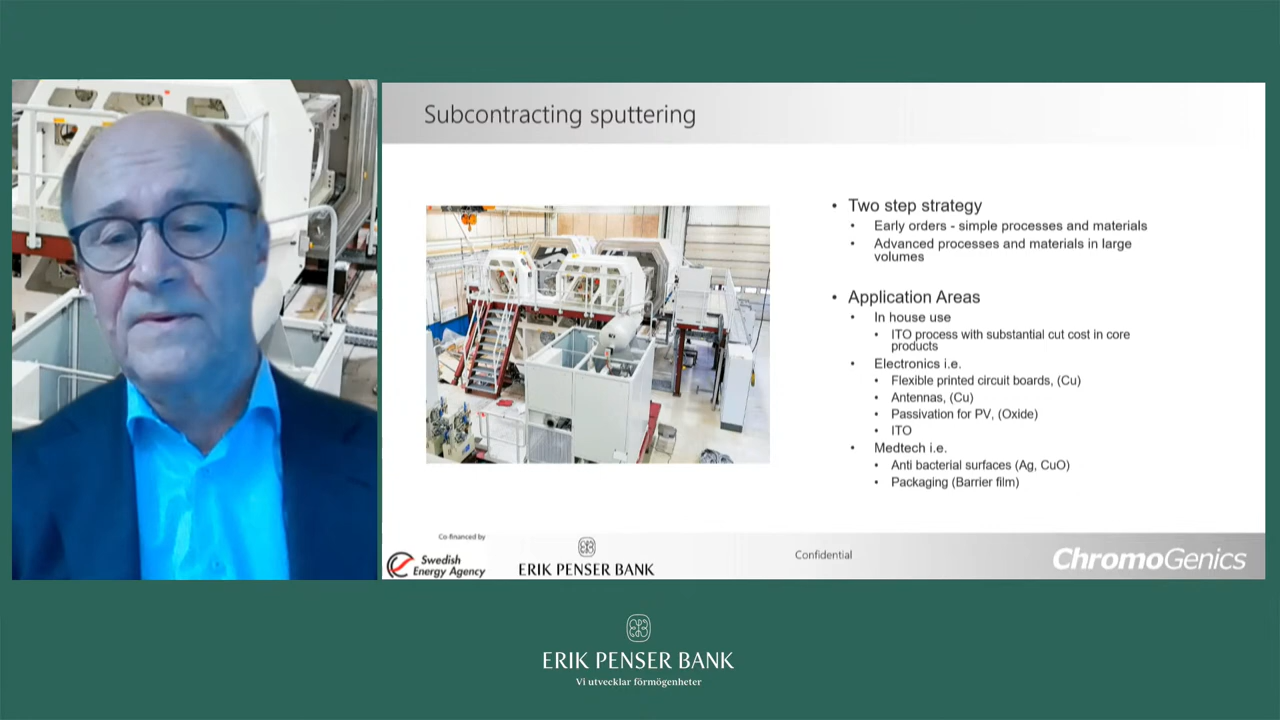 Subcontracting sputtering
• Two step strategy
• Early orders - simple processes and materials
• Advanced processes and materials in large
volumes
• Application Areas
• In house use
• ITO process with substantial cut cost in core
products
• Electronics i.e.
• Flexible printed circuit boards, (Cu)
• Antennas, (Cu)
• Passivation for PV, (Oxide)
• ITO
• Medtech i.e.
• Anti bacterial surfaces (Ag, CuO)
• Packaging (Barrier film)
Co-financed by
Swedish
Energy Agency
ERIK PENSER BANK
Confidential
ChromoGenics
ERIK PENSER BANK
Vi utvecklar förmögenheter